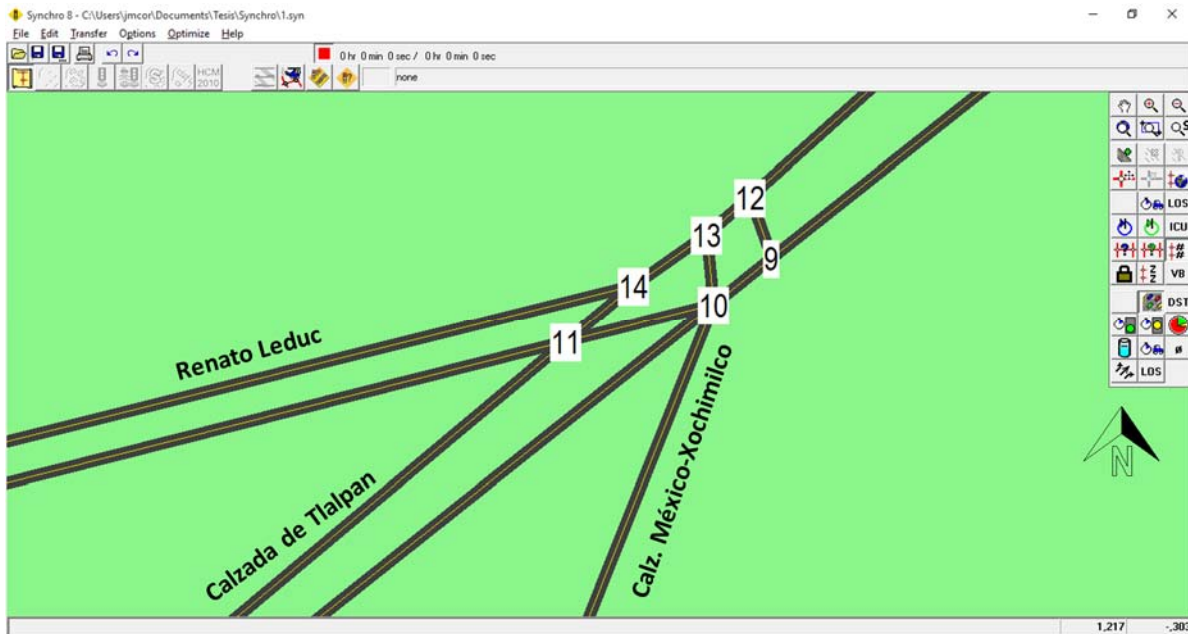 Synchro 8 - C:\Users\jmcor\Documents\Tesis\Synchro\1.syn
File Edit Transfer Options Optimize Help
0 hr 0 min 0 sec / 0 hr 0 min 0 sec
HCM
2010
none
12
13
9
14
10
11
Renato Leduc
Calzada de Tlalpan
Calz. México-Xochimilco
LOS
ICU
VB
DST
LOS
N
1,217
-,303